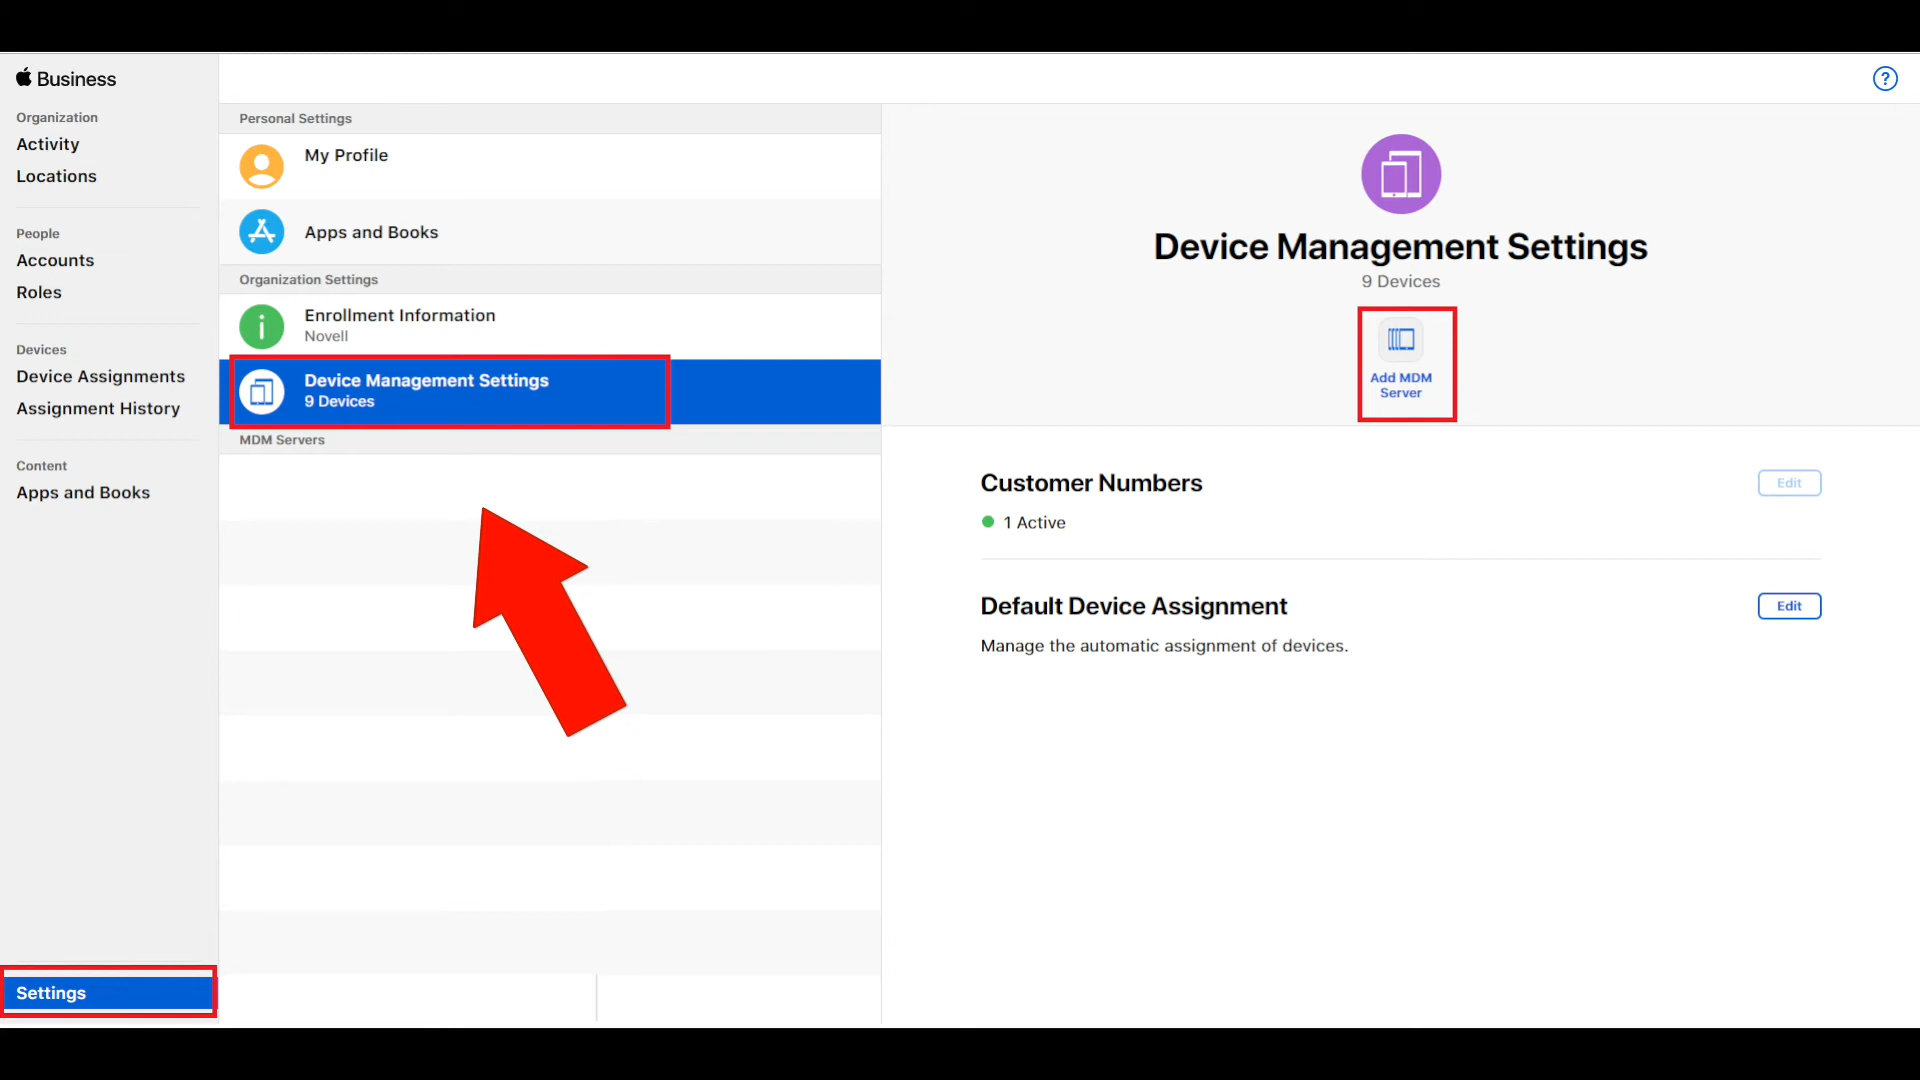 Business
Organization
Activity
Locations
People
Accounts
Roles
Devices
Device Assignments
Assignment History
Content
Apps and Books
Settings
Personal Settings
My Profile
Apps and Books
Organization Settings
Enrollment Information
Novell
Device Management Settings
9 Devices
MDM Servers
?
Device Management Settings
9 Devices
Add MDM
Server
Customer Numbers
Edit
1 Active
Default Device Assignment
Edit
Manage the automatic assignment of devices.